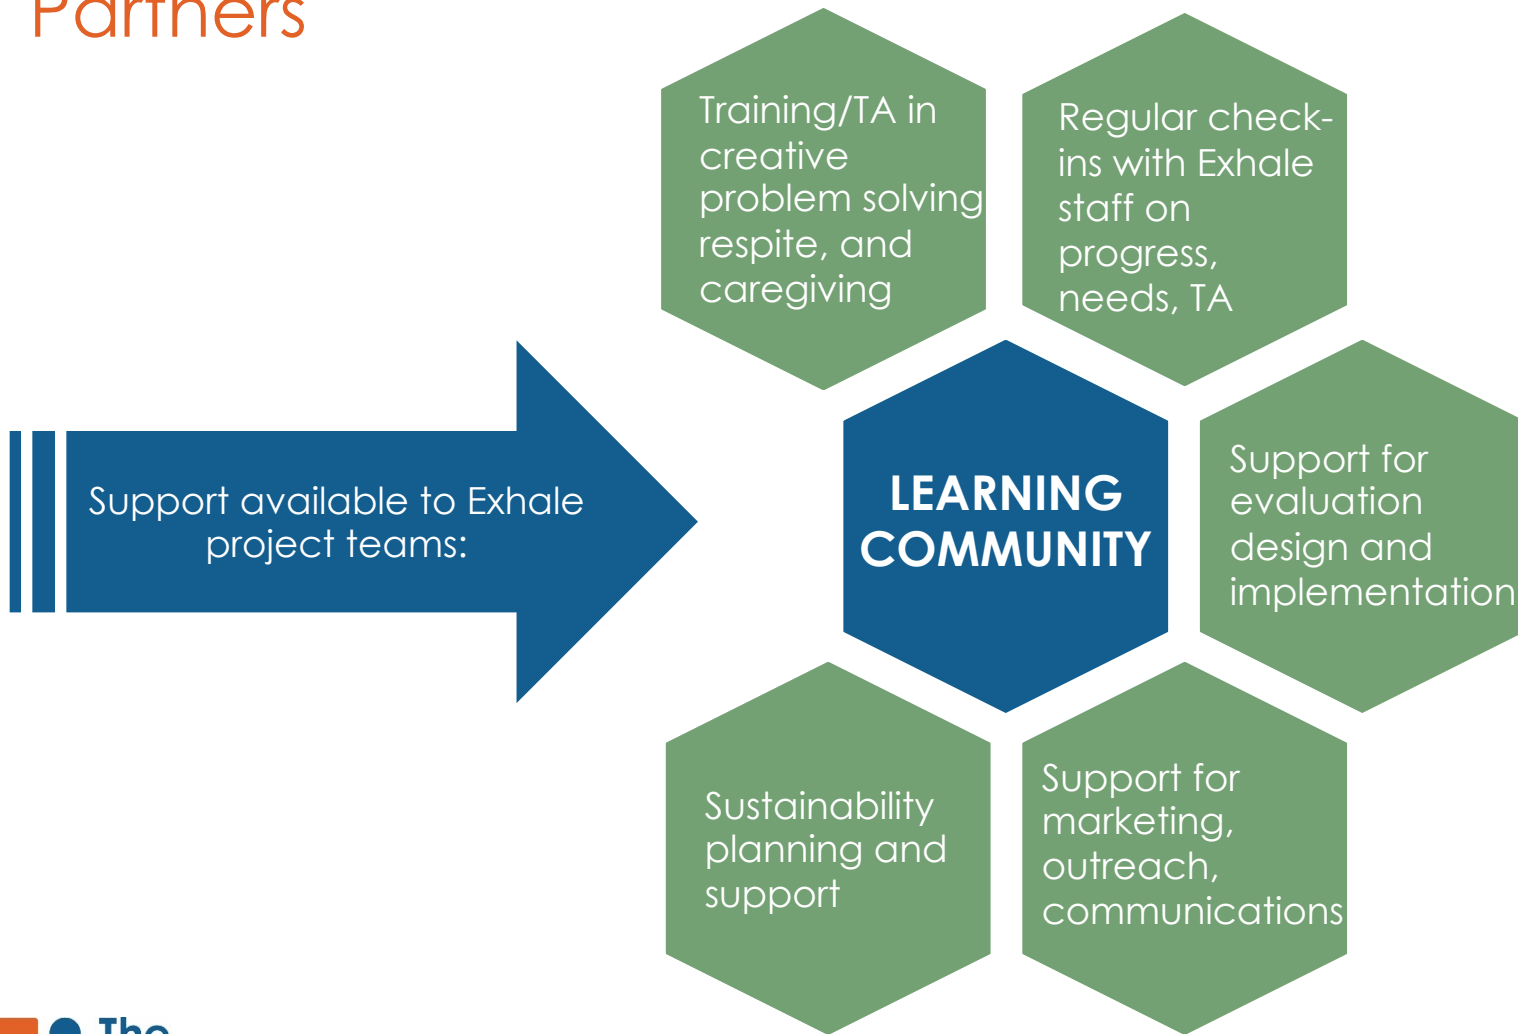 Partners
Training/TA in
creative
problem solving
respite, and
caregiving
Regular check-
ins with Exhale
staff on
progress,
needs, TA
Support available to Exhale
project teams:
LEARNING
COMMUNITY
Support for
evaluation
design and
implementation
Sustainability
planning and
support
Support for
marketing,
outreach,
communications
The